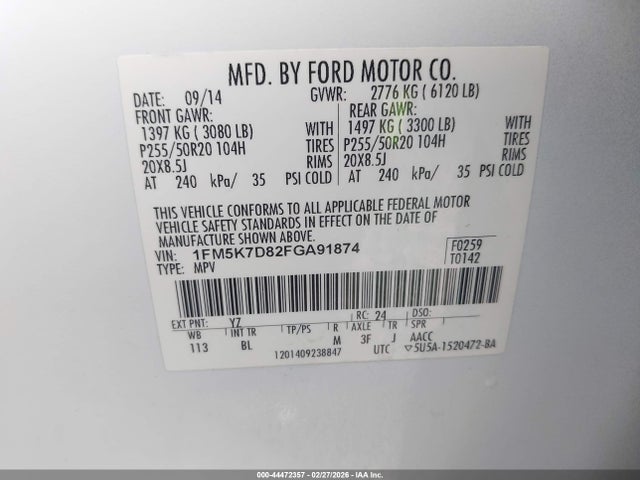 MFD. BY FORD MOTOR CO.
DATE: 09/14 GVWR: 2776 KG ( 6120 LB)
FRONT GAWR: REAR GAWR:
1397 KG ( 3080 LB) WITH 1497 KG ( 3300 LB) WITH
P255/50R20 104H TIRES P255/50R20 104H TIRES
20X8.5J RIMS 20X8.5J RIMS
AT 240 kPa/ 35 PSI COLD AT 240 kPa/ 35 PSI COLD
THIS VEHICLE CONFORMS TO ALL APPLICABLE FEDERAL MOTOR
VEHICLE SAFETY STANDARDS IN EFFECT ON THE DATE OF
MANUFACTURE SHOWN ABOVE.
VIN: 1FM5K7D82FGA91874 F0259
TYPE: MPV T0142
EXT PNT: YZ RC: 24 DSO:
WB INT TR TP/PS R AXLE TR SPR
113 BL M 3F J AACC
1201409238847 UTC ▽5U5A-1520472-BA
000-44472357 - 02/27/2026 - IAA Inc.